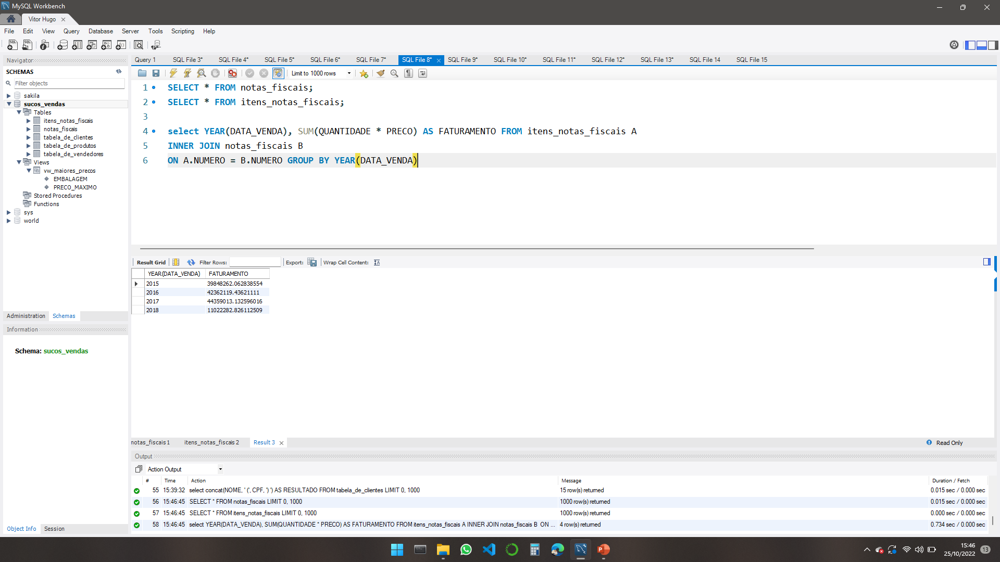 MySQL Workbench
Vitor Hugo
File Edit View Query Database Server Tools Scripting Help
Navigator
SCHEMAS
Filter objects
sakila
sucos_vendas
Tables
itens_notas_fiscais
notas_fiscais
tabela_de_clientes
tabela_de_produtos
tabela_de_vendedores
Views
vw_maiores_precos
EMBALAGEM
PRECO_MAXIMO
Stored Procedures
Functions
sys
world
Administration Schemas
Information
Schema: sucos_vendas
Object Info Session
Query 1 SQL File 3* SQL File 4* SQL File 5* SQL File 6* SQL File 7* SQL File 8* SQL File 9* SQL File 10* SQL File 11* SQL File 12* SQL File 13* SQL File 14 SQL File 15
Limit to 1000 rows
1 SELECT * FROM notas_fiscais;
2 SELECT * FROM itens_notas_fiscais;
3
4 select YEAR(DATA_VENDA), SUM(QUANTIDADE * PRECO) AS FATURAMENTO FROM itens_notas_fiscais A
5 INNER JOIN notas_fiscais B
6 ON A.NUMERO = B.NUMERO GROUP BY YEAR(DATA_VENDA)
Result Grid Filter Rows: Export: Wrap Cell Content:
YEAR(DATA_VENDA) FATURAMENTO
2015 39848262.062838554
2016 42362119.43621111
2017 44359013.132596016
2018 11022282.826112509
notas_fiscais 1 itens_notas_fiscais 2 Result 3 Read Only
Output
Action Output
# Time Action Message Duration / Fetch
55 15:39:32 select concat(NOME, ' (', CPF, ') ') AS RESULTADO FROM tabela_de_clientes LIMIT 0, 1000 15 row(s) returned 0.015 sec / 0.000 sec
56 15:46:45 SELECT * FROM notas_fiscais LIMIT 0, 1000 1000 row(s) returned 0.015 sec / 0.000 sec
57 15:46:45 SELECT * FROM itens_notas_fiscais LIMIT 0, 1000 1000 row(s) returned 0.000 sec / 0.000 sec
58 15:46:45 select YEAR(DATA_VENDA), SUM(QUANTIDADE * PRECO) AS FATURAMENTO FROM itens_notas_fiscais A INNER JOIN notas_fiscais B ON ... 4 row(s) returned 0.734 sec / 0.000 sec
15:46
25/10/2022
13